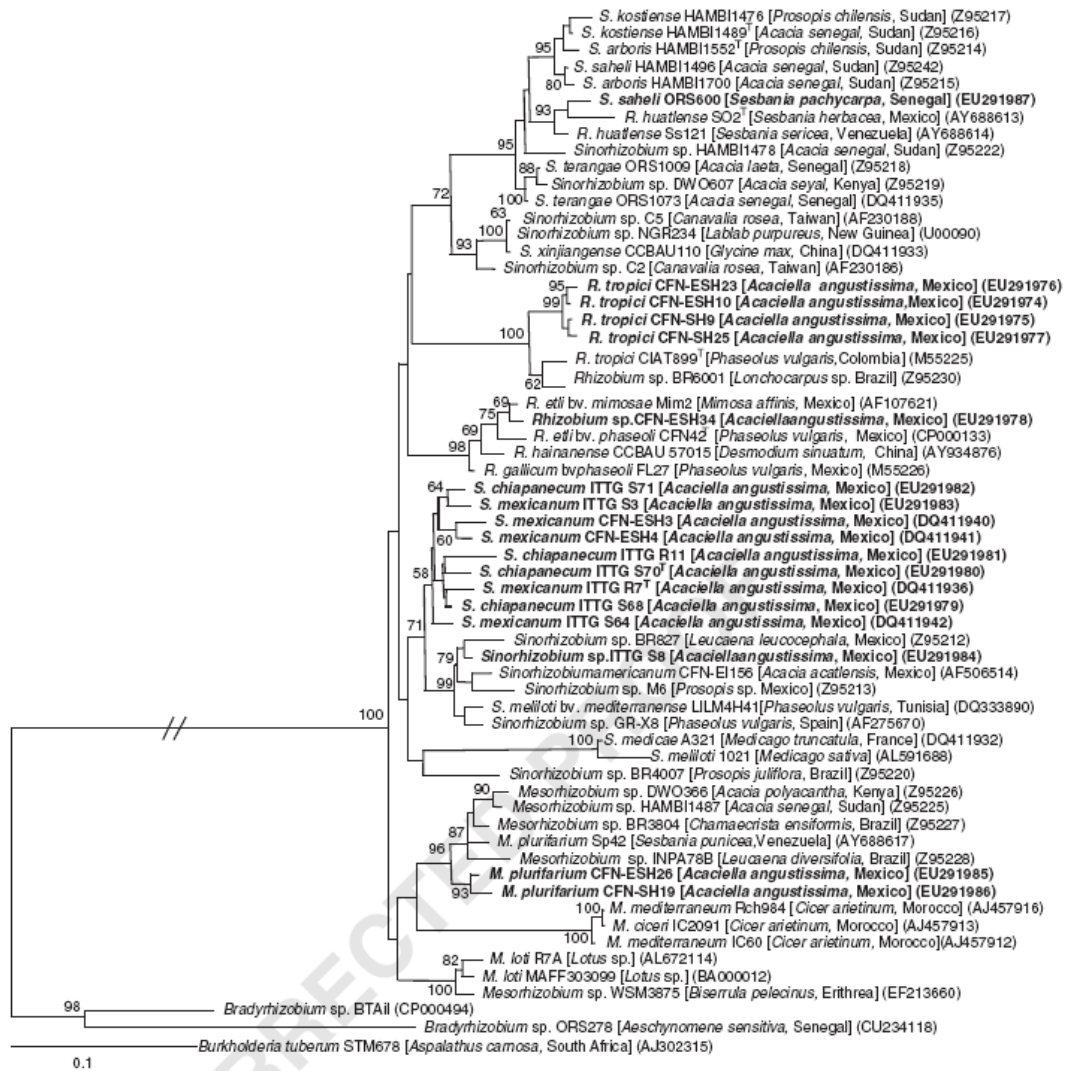 S. kostiense HAMBI1476 [Prosopis chilensis, Sudan] (Z95217)
S. kostiense HAMBI1489T [Acacia senegal, Sudan] (Z95216)
95
S. arboris HAMBI1552T [Prosopis chilensis, Sudan] (Z95214)
S. saheli HAMBI1496 [Acacia senegal, Sudan] (Z95242)
80
S. arboris HAMBI1700 [Acacia senegal, Sudan] (Z95215)
S. saheli ORS600 [Sesbania pachycarpa, Senegal] (EU291987)
93
R. huatlense SO2T [Sesbania herbacea, Mexico] (AY688613)
R. huatlense Ss121 [Sesbania sericea, Venezuela] (AY688614)
95
Sinorhizobium sp. HAMBI1478 [Acacia senegal, Sudan] (Z95222)
88
S. terangae ORS1009 [Acacia laeta, Senegal] (Z95218)
Sinorhizobium sp. DWO607 [Acacia seyal, Kenya] (Z95219)
72
100
S. terangae ORS1073 [Acacia senegal, Senegal] (DQ411935)
63
Sinorhizobium sp. C5 [Canavalia rosea, Taiwan] (AF230188)
100
Sinorhizobium sp. NGR234 [Lablab purpureus, New Guinea] (U00090)
93
S. xinjiangense CCBAU110 [Glycine max, China] (DQ411933)
Sinorhizobium sp. C2 [Canavalia rosea, Taiwan] (AF230186)
95
R. tropici CFN-ESH23 [Acaciella angustissima, Mexico] (EU291976)
99
R. tropici CFN-ESH10 [Acaciella angustissima,Mexico] (EU291974)
R. tropici CFN-SH9 [Acaciella angustissima, Mexico] (EU291975)
100
R. tropici CFN-SH25 [Acaciella angustissima, Mexico] (EU291977)
R. tropici CIAT899T [Phaseolus vulgaris,Colombia] (M55225)
62
Rhizobium sp. BR6001 [Lonchocarpus sp. Brazil] (Z95230)
69
R. etli bv. mimosae Mim2 [Mimosa affinis, Mexico] (AF107621)
75
Rhizobium sp.CFN-ESH34 [Acaciellaangustissima, Mexico] (EU291978)
69
R. etli bv. phaseoli CFN42T [Phaseolus vulgaris, Mexico] (CP000133)
98
R. hainanense CCBAU 57015 [Desmodium sinuatum, China] (AY934876)
R. gallicum bvphaseoli FL27 [Phaseolus vulgaris, Mexico] (M55226)
64
S. chiapanecum ITTG S71 [Acaciella angustissima, Mexico] (EU291982)
S. mexicanum ITTG S3 [Acaciella angustissima, Mexico] (EU291983)
S. mexicanum CFN-ESH3 [Acaciella angustissima, Mexico] (DQ411940)
60
S. mexicanum CFN-ESH4 [Acaciella angustissima, Mexico] (DQ411941)
S. chiapanecum ITTG R11 [Acaciella angustissima, Mexico] (EU291981)
58
S. chiapanecum ITTG S70T [Acaciella angustissima, Mexico] (EU291980)
S. mexicanum ITTG R7T [Acaciella angustissima, Mexico] (DQ411936)
S. chiapanecum ITTG S68 [Acaciella angustissima, Mexico] (EU291979)
71
S. mexicanum ITTG S64 [Acaciella angustissima, Mexico] (DQ411942)
Sinorhizobium sp. BR827 [Leucaena leucocephala, Mexico] (Z95212)
79
Sinorhizobium sp.ITTG S8 [Acaciellaangustissima, Mexico] (EU291984)
Sinorhizobiumamericanum CFN-EI156 [Acacia acatlensis, Mexico] (AF506514)
99
Sinorhizobium sp. M6 [Prosopis sp. Mexico] (Z95213)
S. meliloti bv. mediterranense LILM4H41[Phaseolus vulgaris, Tunisia] (DQ333890)
100
Sinorhizobium sp. GR-X8 [Phaseolus vulgaris, Spain] (AF275670)
100
S. medicae A321 [Medicago truncatula, France] (DQ411932)
S. meliloti 1021 [Medicago sativa] (AL591688)
Sinorhizobium sp. BR4007 [Prosopis juliflora, Brazil] (Z95220)
90
Mesorhizobium sp. DWO366 [Acacia polyacantha, Kenya] (Z95226)
Mesorhizobium sp. HAMBI1487 [Acacia senegal, Sudan] (Z95225)
87
Mesorhizobium sp. BR3804 [Chamaecrista ensiformis, Brazil] (Z95227)
96
M. plurifarium Sp42 [Sesbania punicea,Venezuela] (AY688617)
Mesorhizobium sp. INPA78B [Leucaena diversifolia, Brazil] (Z95228)
M. plurifarium CFN-ESH26 [Acaciella angustissima, Mexico] (EU291985)
93
M. plurifarium CFN-SH19 [Acaciella angustissima, Mexico] (EU291986)
100
M. mediterraneum Rch984 [Cicer arietinum, Morocco] (AJ457916)
M. ciceri IC2091 [Cicer arietinum, Morocco] (AJ457913)
100
M. mediterraneum IC60 [Cicer arietinum, Morocco](AJ457912)
82
M. loti R7A [Lotus sp.] (AL672114)
M. loti MAFF303099 [Lotus sp.] (BA000012)
100
Mesorhizobium sp. WSM3875 [Biserrula pelecinus, Erithrea] (EF213660)
98
Bradyrhizobium sp. BTAil (CP000494)
Bradyrhizobium sp. ORS278 [Aeschynomene sensitiva, Senegal] (CU234118)
Burkholderia tuberum STM678 [Aspalathus carnosa, South Africa] (AJ302315)
0.1